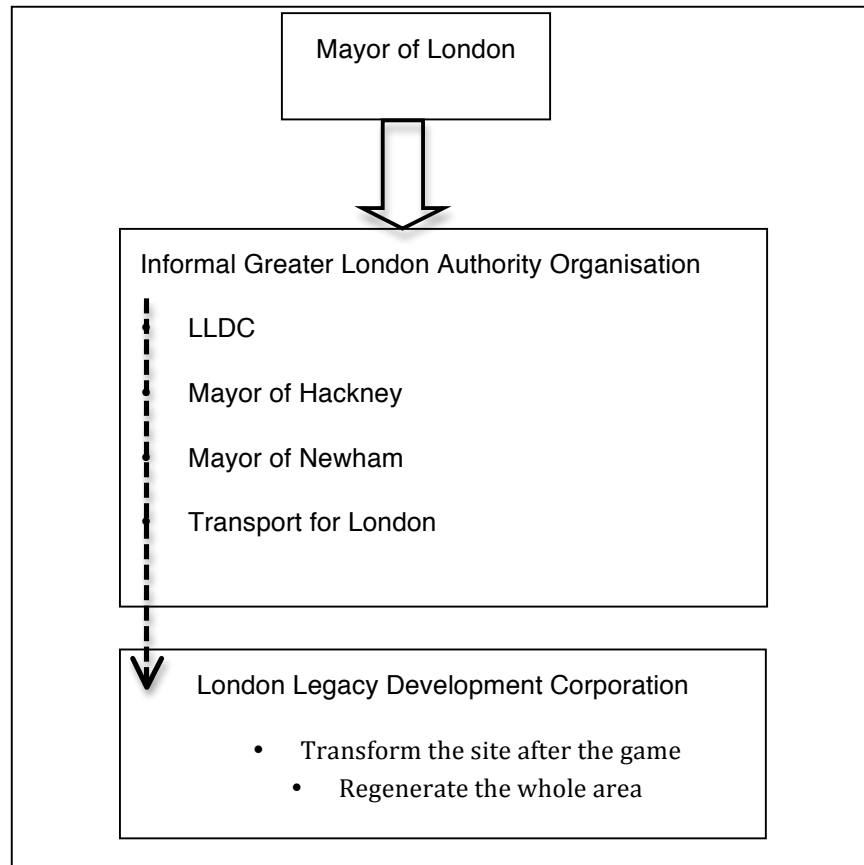 Mayor of London
Informal Greater London Authority Organisation
• LLDC
• Mayor of Hackney
• Mayor of Newham
• Transport for London
London Legacy Development Corporation
• Transform the site after the game
• Regenerate the whole area